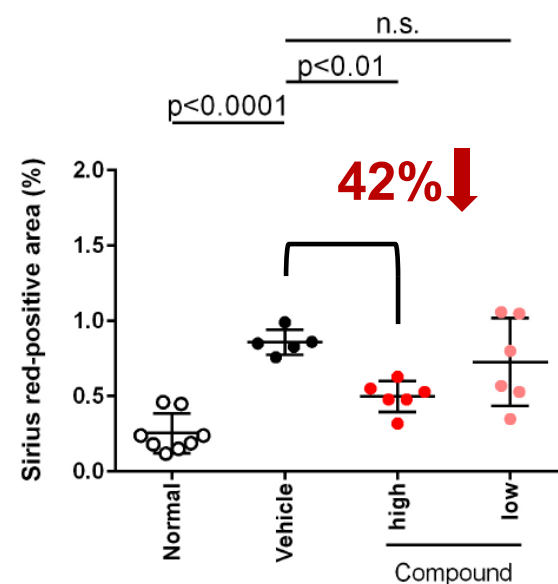 n.s.
p<0.01
p<0.0001
42%
Sirius red-positive area (%)
2.0
1.5
1.0
0.5
0.0
Normal
Vehicle
high
low
Compound